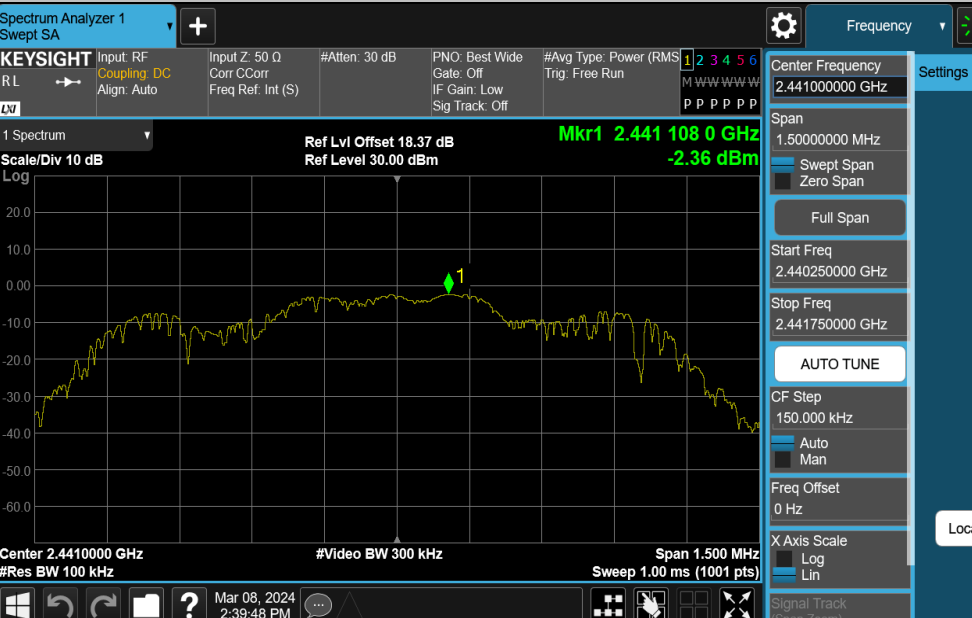 Spectrum Analyzer 1
Swept SA
+
Frequency
KEYSIGHT
R L
LXI
Input: RF
Coupling: DC
Align: Auto
Input Z: 50 Ω
Corr CCorr
Freq Ref: Int (S)
#Atten: 30 dB
PNO: Best Wide
Gate: Off
IF Gain: Low
Sig Track: Off
#Avg Type: Power (RMS
Trig: Free Run
1 2 3 4 5 6
M W W W W W
P P P P P P
1 Spectrum
Scale/Div 10 dB
Ref Lvl Offset 18.37 dB
Ref Level 30.00 dBm
Mkr1 2.441 108 0 GHz
-2.36 dBm
Log
20.0
10.0
0.00
-10.0
-20.0
-30.0
-40.0
-50.0
-60.0
1
Center 2.4410000 GHz
#Video BW 300 kHz
Span 1.500 MHz
#Res BW 100 kHz
Sweep 1.00 ms (1001 pts)
?
Mar 08, 2024
2:39:48 PM
Center Frequency
2.441000000 GHz
Span
1.50000000 MHz
Swept Span
Zero Span
Full Span
Start Freq
2.440250000 GHz
Stop Freq
2.441750000 GHz
AUTO TUNE
CF Step
150.000 kHz
Auto
Man
Freq Offset
0 Hz
X Axis Scale
Log
Lin
Signal Track
(Span Zoom)
Settings
Loca